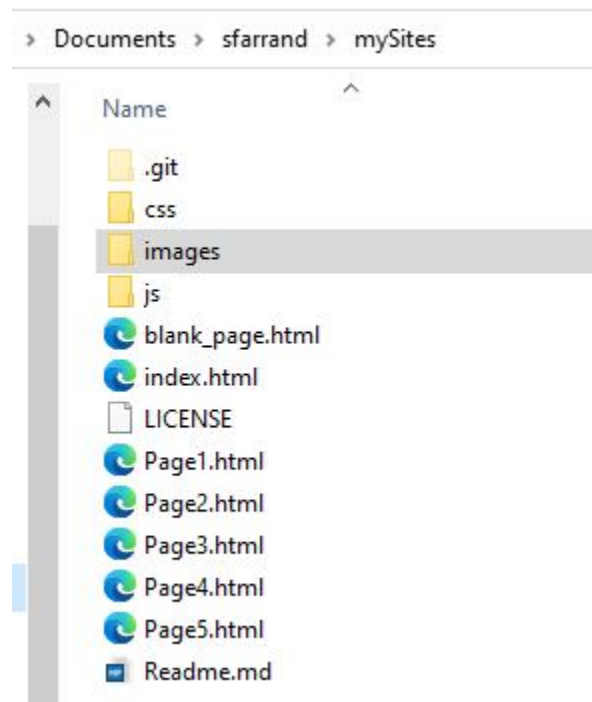 > Documents > sfarrand > mySites
Name
.git
css
images
js
blank_page.html
index.html
LICENSE
Page1.html
Page2.html
Page3.html
Page4.html
Page5.html
Readme.md